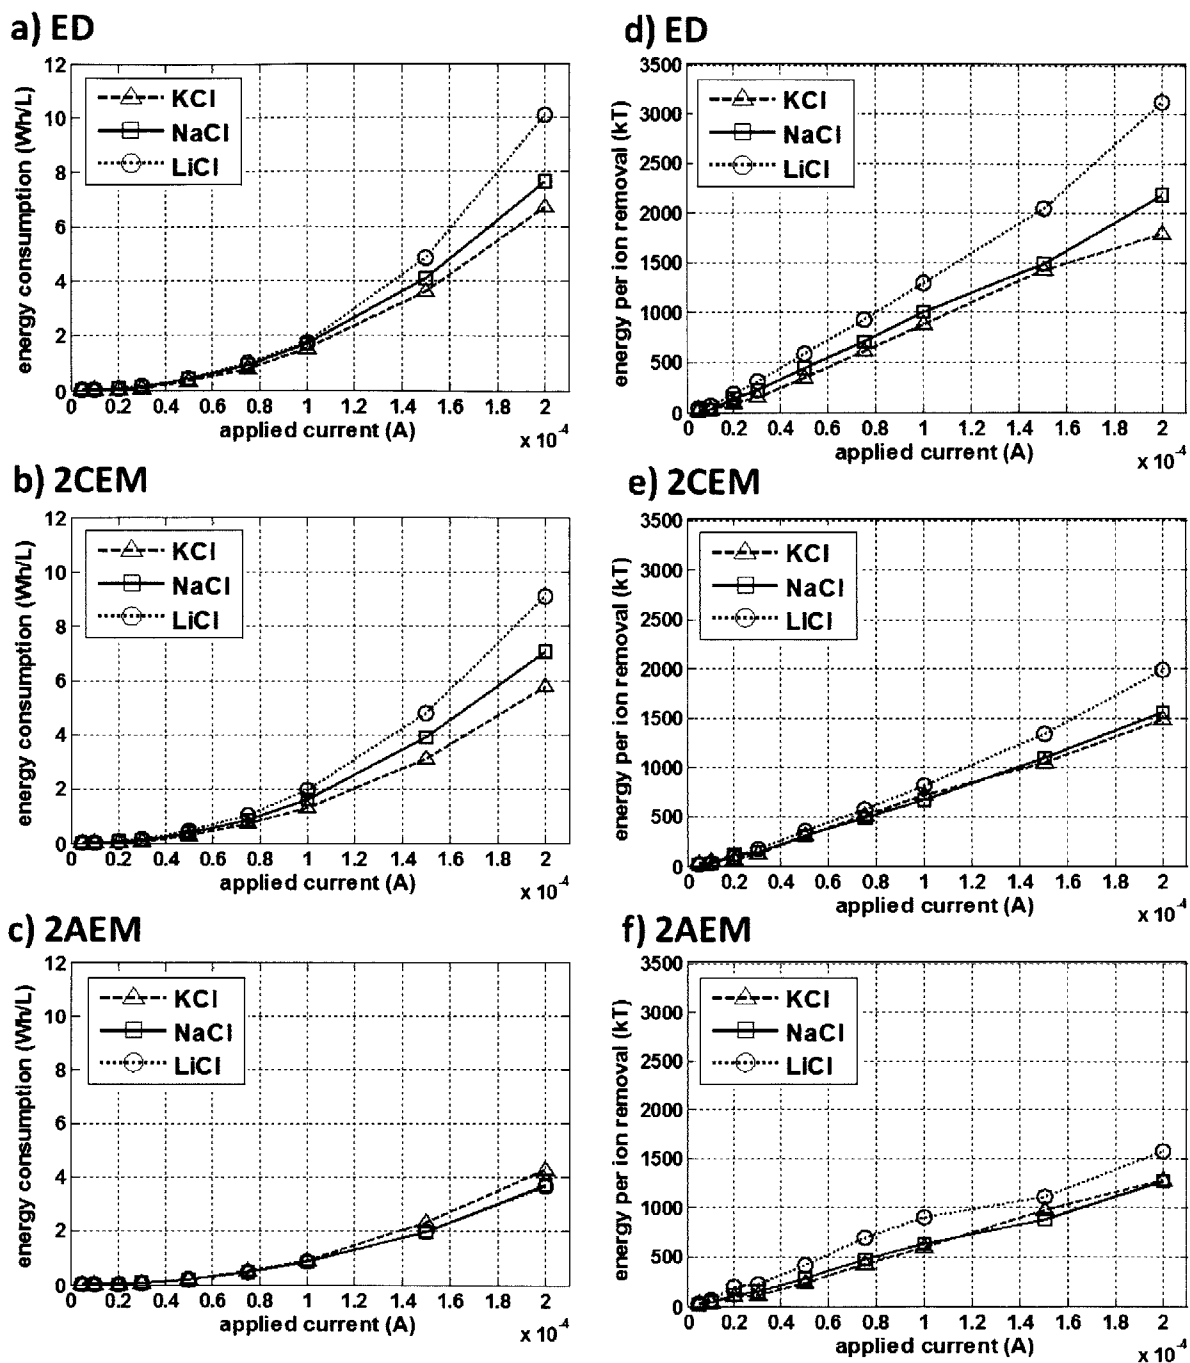 a) ED
energy consumption (Wh/L)
12
10
8
6
4
2
0
KCl
NaCl
LiCl
0 0.2 0.4 0.6 0.8 1 1.2 1.4 1.6 1.8 2
applied current (A)
x 10-4
d) ED
energy per ion removal (kT)
3500
3000
2500
2000
1500
1000
500
0
KCl
NaCl
LiCl
0 0.2 0.4 0.6 0.8 1 1.2 1.4 1.6 1.8 2
applied current (A)
x 10-4
b) 2CEM
energy consumption (Wh/L)
12
10
8
6
4
2
0
KCl
NaCl
LiCl
0 0.2 0.4 0.6 0.8 1 1.2 1.4 1.6 1.8 2
applied current (A)
x 10-4
e) 2CEM
energy per ion removal (kT)
3500
3000
2500
2000
1500
1000
500
0
KCl
NaCl
LiCl
0 0.2 0.4 0.6 0.8 1 1.2 1.4 1.6 1.8 2
applied current (A)
x 10-4
c) 2AEM
energy consumption (Wh/L)
12
10
8
6
4
2
0
KCl
NaCl
LiCl
0 0.2 0.4 0.6 0.8 1 1.2 1.4 1.6 1.8 2
applied current (A)
x 10-4
f) 2AEM
energy per ion removal (kT)
3500
3000
2500
2000
1500
1000
500
0
KCl
NaCl
LiCl
0 0.2 0.4 0.6 0.8 1 1.2 1.4 1.6 1.8 2
applied current (A)
x 10-4